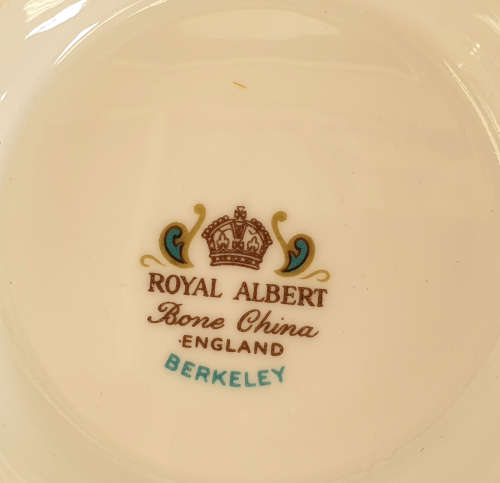 ROYAL ALBERT
Bone China
ENGLAND
BERKELEY